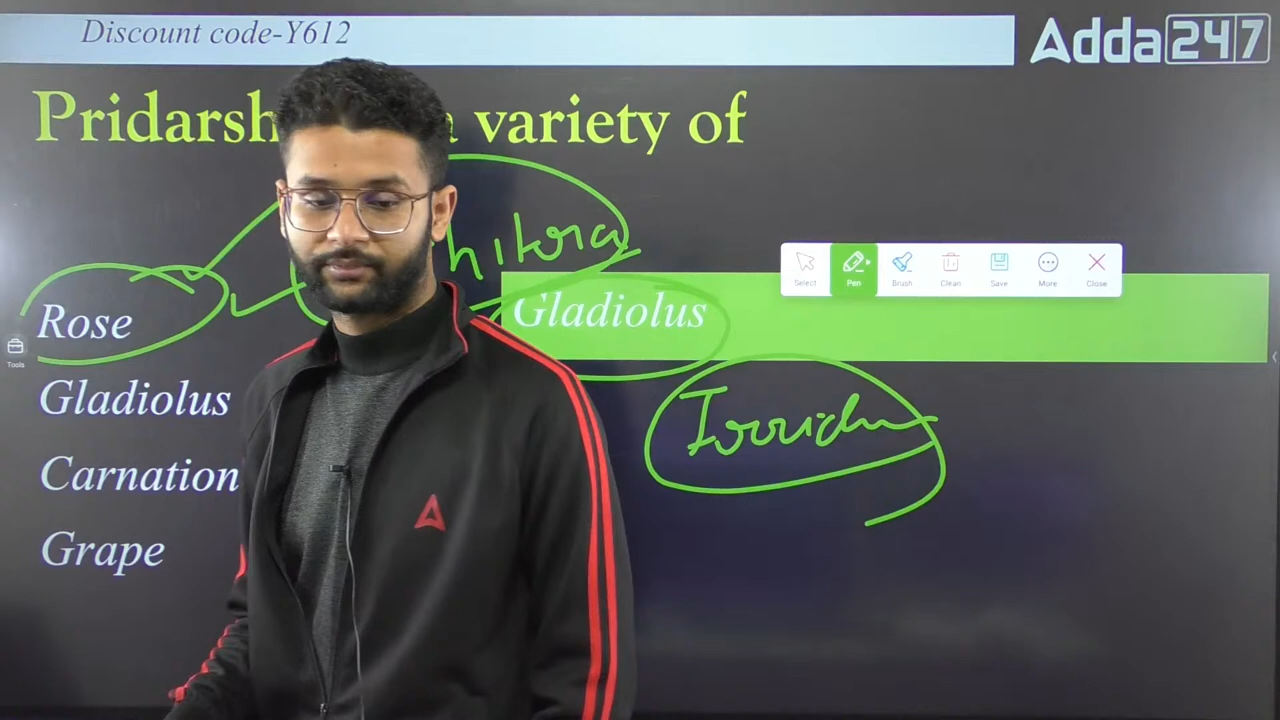 Discount code-Y612
Adda247
Pridarsh a variety of
Rose
Gladiolus
Select
Pen
Brush
Clean
Save
More
Close
Tools
Gladiolus
Carnation
Grape